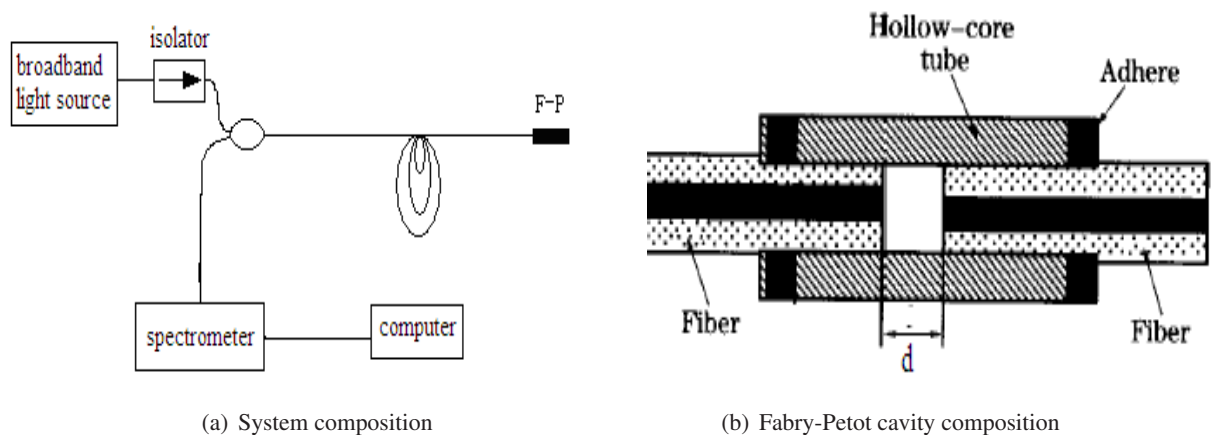 isolator
broadband
light source
F-P
spectrometer
computer
(a) System composition
Hollow-core
tube
Adhere
Fiber
Fiber
d
(b) Fabry-Petot cavity composition